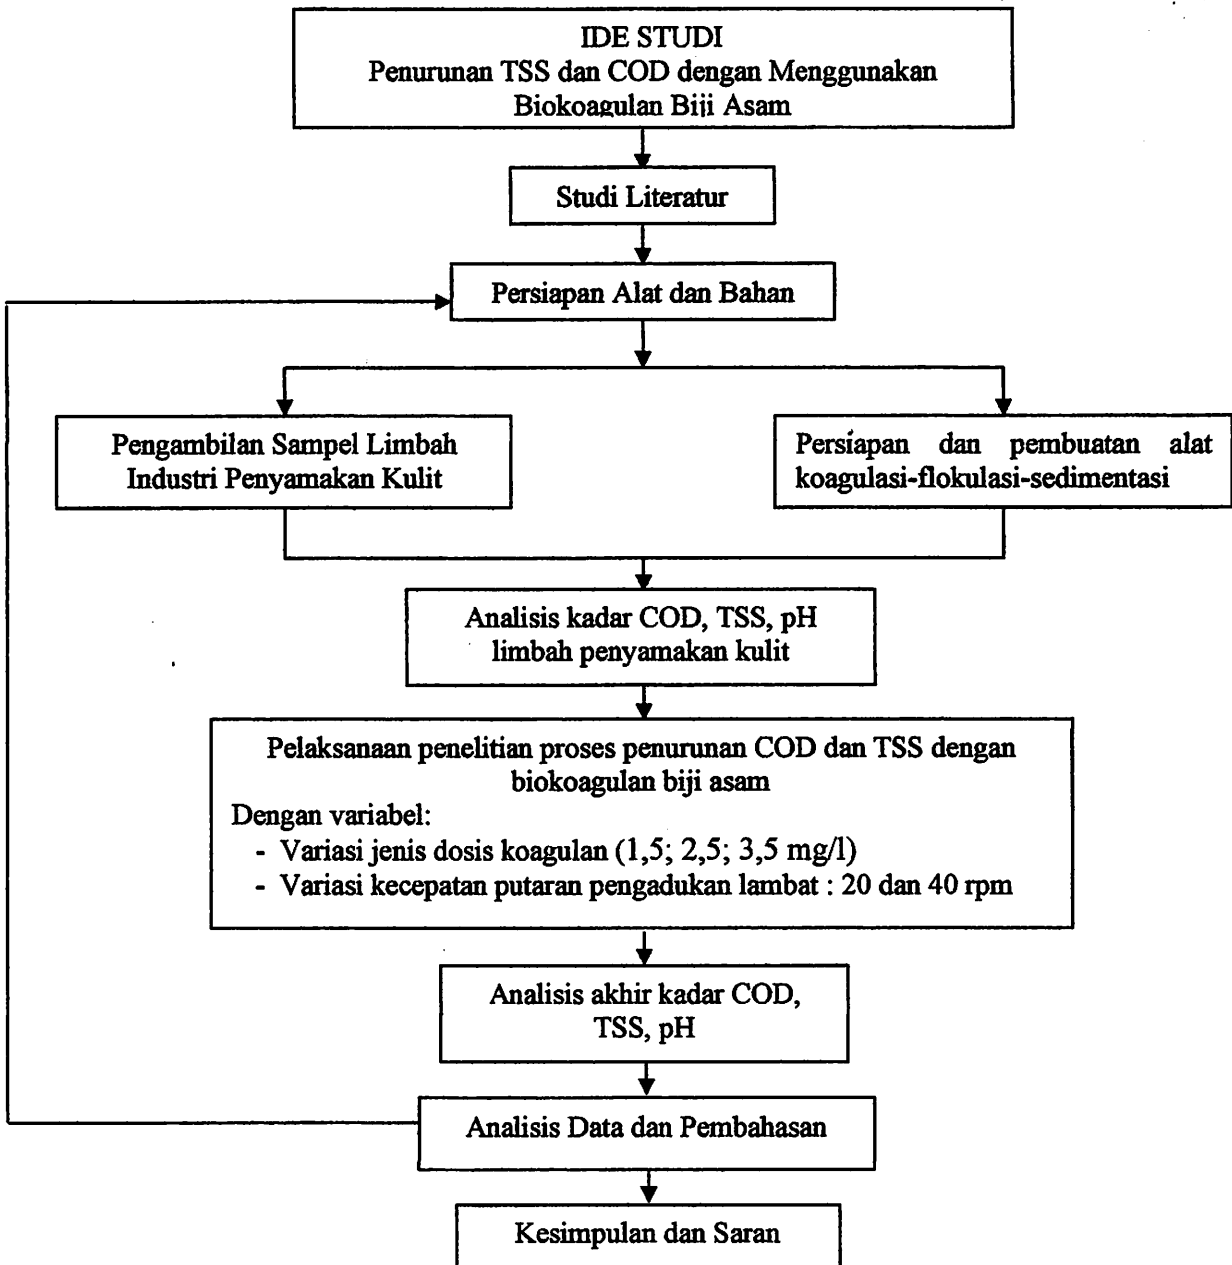 IDE STUDI
Penurunan TSS dan COD dengan Menggunakan
Biokoagulan Biji Asam
Studi Literatur
Persiapan Alat dan Bahan
Pengambilan Sampel Limbah
Industri Penyamakan Kulit
Persiapan dan pembuatan alat
koagulasi-flokulasi-sedimentasi
Analisis kadar COD, TSS, pH
limbah penyamakan kulit
Pelaksanaan penelitian proses penurunan COD dan TSS dengan
biokoagulan biji asam
Dengan variabel:
- Variasi jenis dosis koagulan (1,5; 2,5; 3,5 mg/l)
- Variasi kecepatan putaran pengadukan lambat : 20 dan 40 rpm
Analisis akhir kadar COD,
TSS, pH
Analisis Data dan Pembahasan
Kesimpulan dan Saran